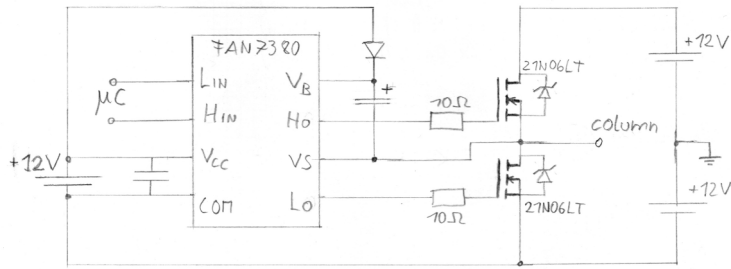 FAN7380
LIN
HIN
VCC
COM
VB
HO
VS
LO
μC
+12V
+
10Ω
10Ω
27N06LT
27N06LT
column
+12V
+12V